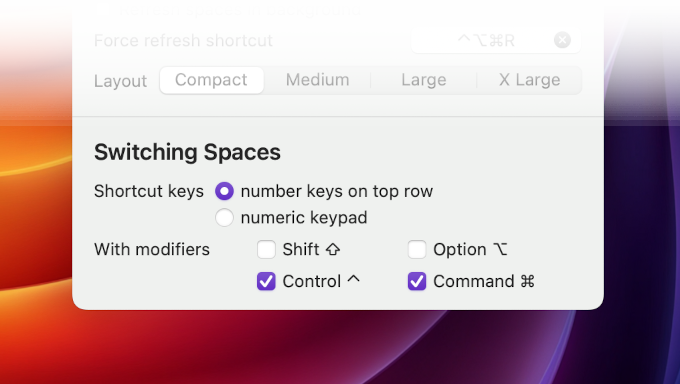 Force refresh shortcut ⌃⌥⌘R
Layout Compact Medium Large X Large
Switching Spaces
Shortcut keys number keys on top row
numeric keypad
With modifiers Shift ⇧ Option ⌥
Control ^ Command ⌘